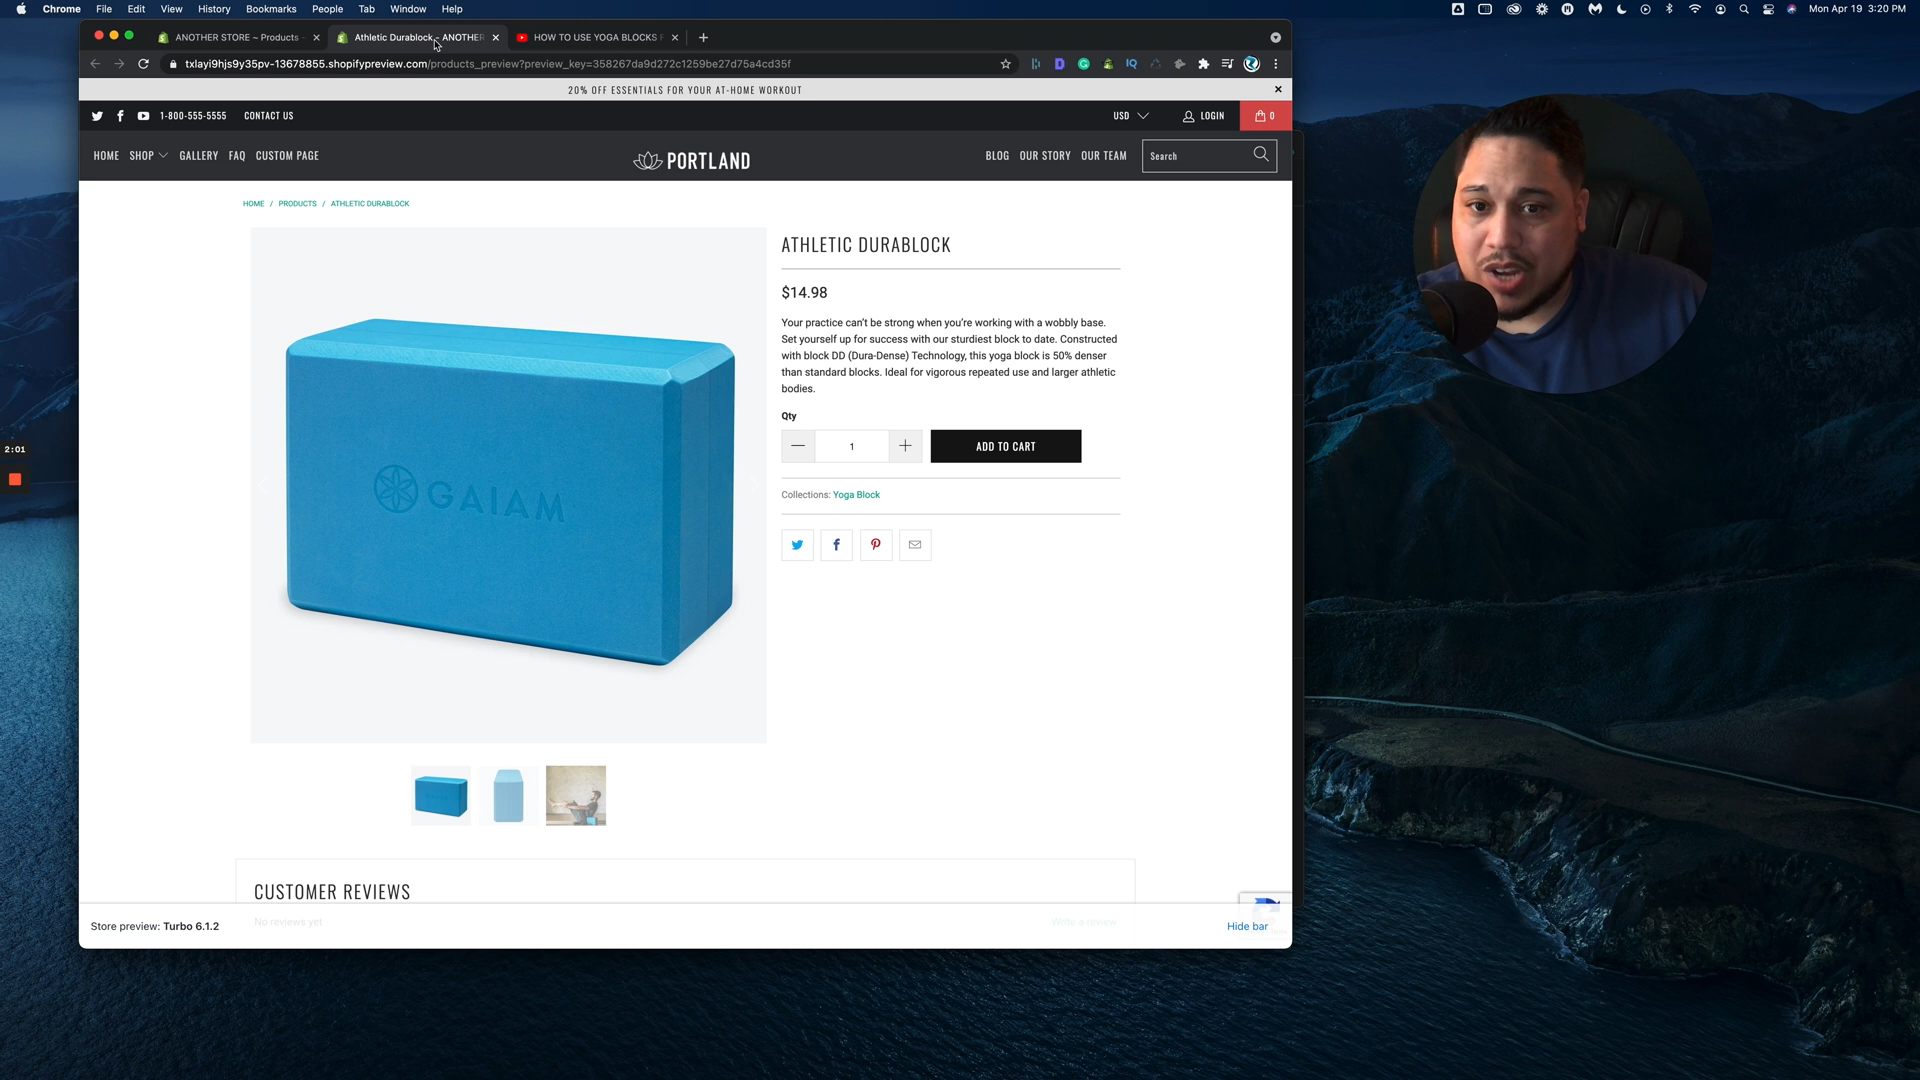 Chrome File Edit View History Bookmarks People Tab Window Help
Mon Apr 19 3:20 PM
ANOTHER STORE ~ Products
Athletic Durablock ~ ANOTHER
HOW TO USE YOGA BLOCKS F
txlayi9hjs9y35pv-13678855.shopifypreview.com/products_preview?preview_key=358267da9d272c1259be27d75a4cd35f
20% OFF ESSENTIALS FOR YOUR AT-HOME WORKOUT
1-800-555-5555 CONTACT US
USD LOGIN 0
HOME SHOP GALLERY FAQ CUSTOM PAGE
PORTLAND
BLOG OUR STORY OUR TEAM Search
HOME / PRODUCTS / ATHLETIC DURABLOCK
ATHLETIC DURABLOCK
$14.98
Your practice can’t be strong when you’re working with a wobbly base.
Set yourself up for success with our sturdiest block to date. Constructed
with block DD (Dura-Dense) Technology, this yoga block is 50% denser
than standard blocks. Ideal for vigorous repeated use and larger athletic
bodies.
Qty
1
ADD TO CART
Collections: Yoga Block
GAIAM
2:01
CUSTOMER REVIEWS
No reviews yet
Write a review
Store preview: Turbo 6.1.2
Hide bar